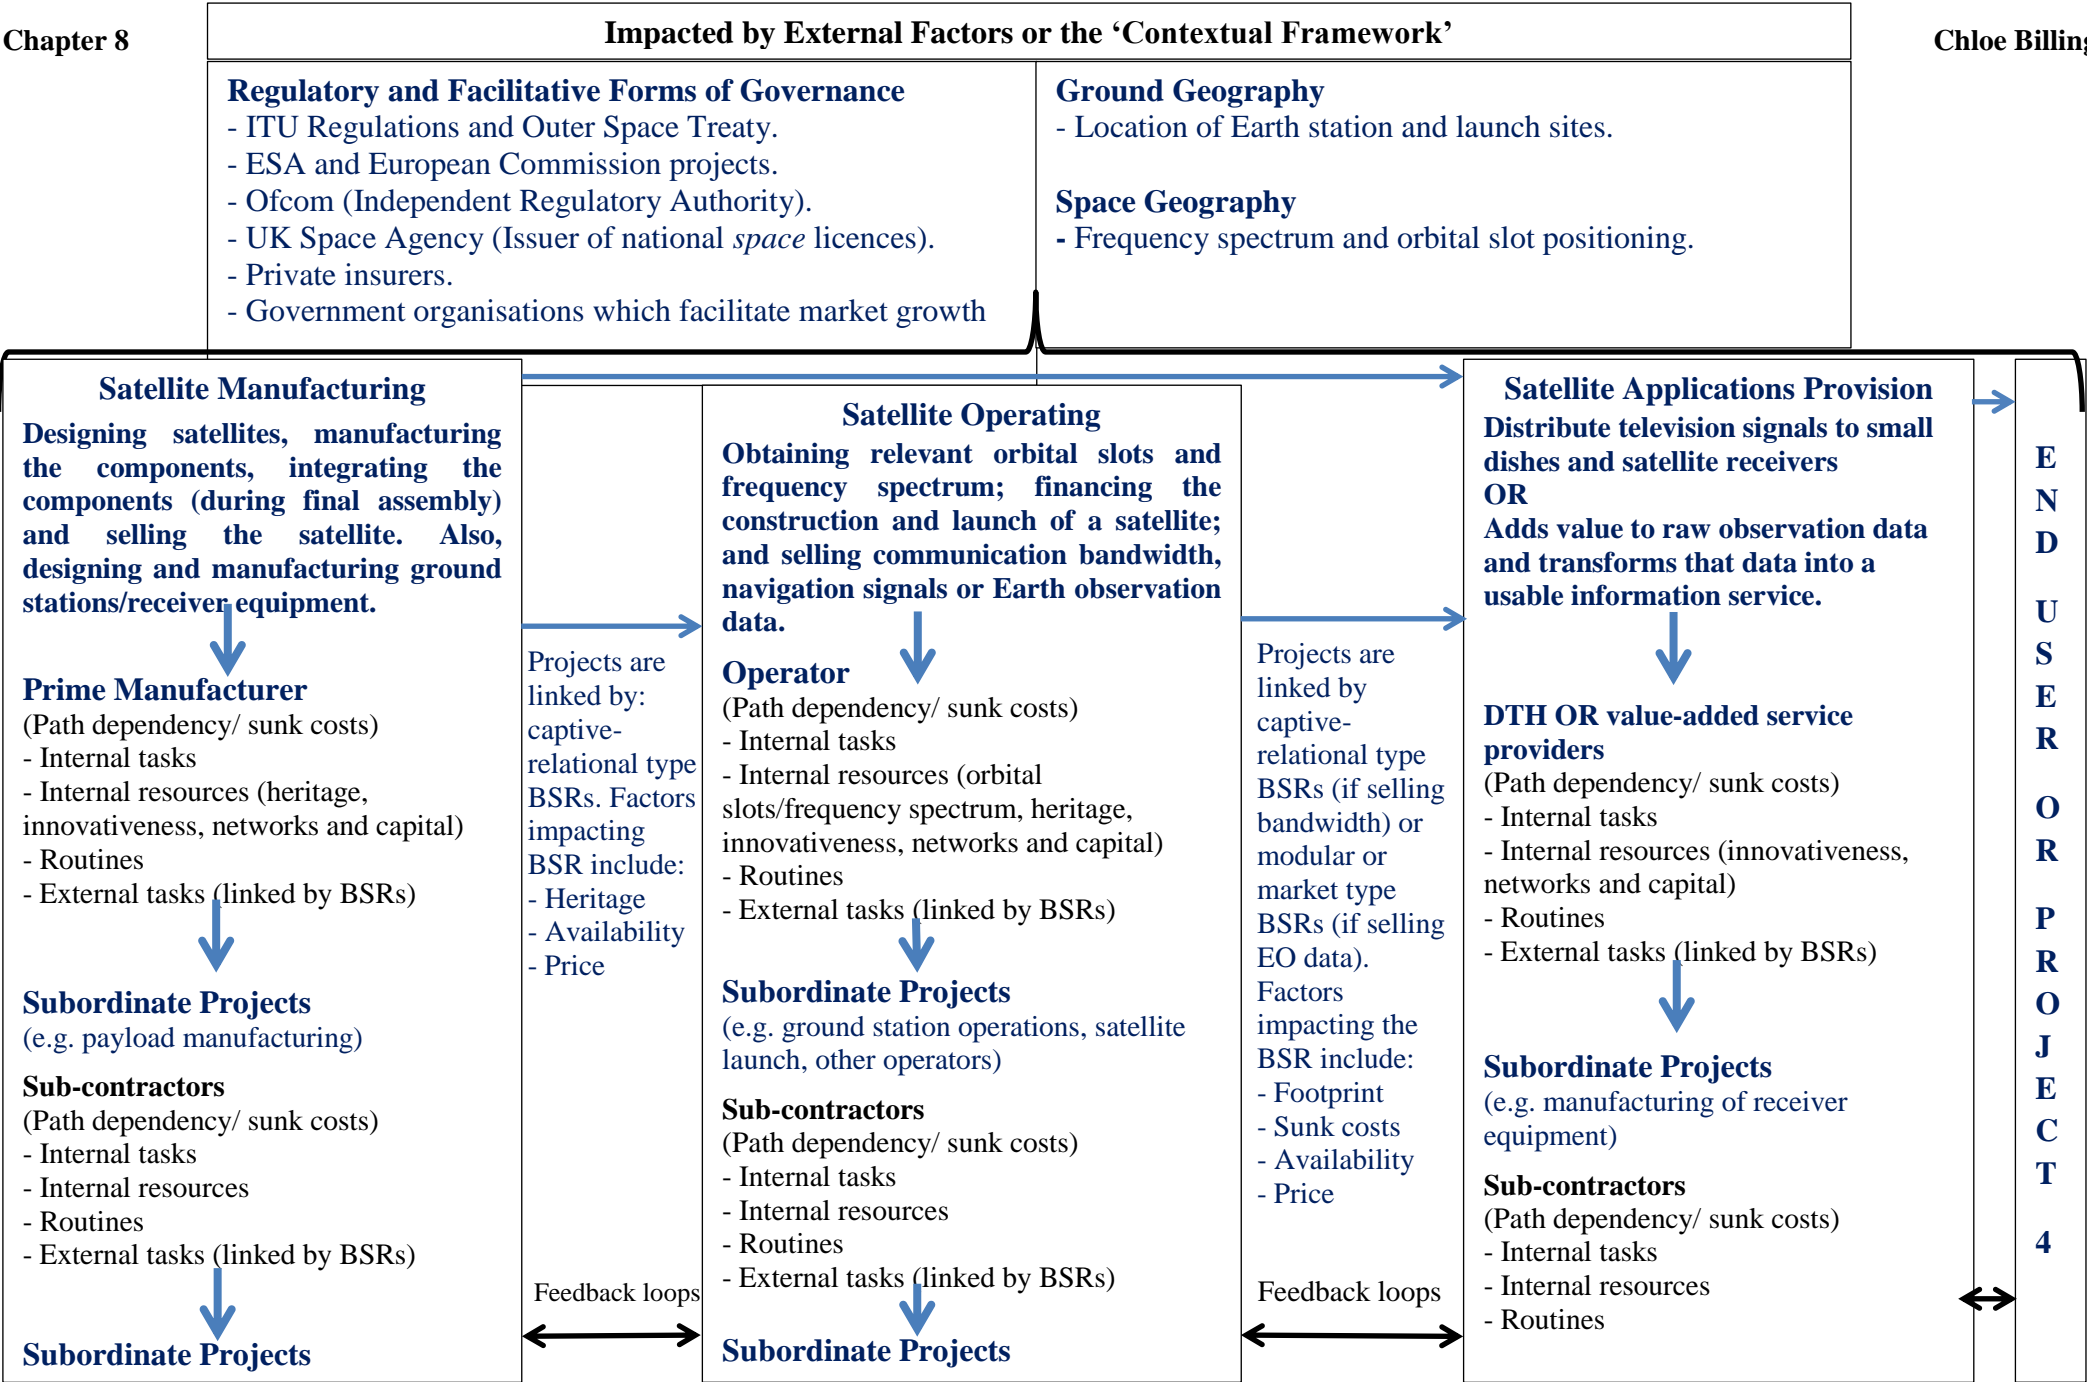 Chapter 8
Impacted by External Factors or the ‘Contextual Framework’
Chloe Billing
Regulatory and Facilitative Forms of Governance
- ITU Regulations and Outer Space Treaty.
- ESA and European Commission projects.
- Ofcom (Independent Regulatory Authority).
- UK Space Agency (Issuer of national space licences).
- Private insurers.
- Government organisations which facilitate market growth
Ground Geography
- Location of Earth station and launch sites.
Space Geography
- Frequency spectrum and orbital slot positioning.
Satellite Manufacturing
Designing satellites, manufacturing
the components, integrating the
components (during final assembly)
and selling the satellite. Also,
designing and manufacturing ground
stations/receiver equipment.
Prime Manufacturer
(Path dependency/ sunk costs)
- Internal tasks
- Internal resources (heritage,
innovativeness, networks and capital)
- Routines
- External tasks (linked by BSRs)
Subordinate Projects
(e.g. payload manufacturing)
Sub-contractors
(Path dependency/ sunk costs)
- Internal tasks
- Internal resources
- Routines
- External tasks (linked by BSRs)
Subordinate Projects
Projects are
linked by:
captive-
relational type
BSRs. Factors
impacting
BSR include:
- Heritage
- Availability
- Price
Feedback loops
Satellite Operating
Obtaining relevant orbital slots and
frequency spectrum; financing the
construction and launch of a satellite;
and selling communication bandwidth,
navigation signals or Earth observation
data.
Operator
(Path dependency/ sunk costs)
- Internal tasks
- Internal resources (orbital
slots/frequency spectrum, heritage,
innovativeness, networks and capital)
- Routines
- External tasks (linked by BSRs)
Subordinate Projects
(e.g. ground station operations, satellite
launch, other operators)
Sub-contractors
(Path dependency/ sunk costs)
- Internal tasks
- Internal resources
- Routines
- External tasks (linked by BSRs)
Subordinate Projects
Projects are
linked by
captive-
relational type
BSRs (if selling
bandwidth) or
modular or
market type
BSRs (if selling
EO data).
Factors
impacting the
BSR include:
- Footprint
- Sunk costs
- Availability
- Price
Feedback loops
Satellite Applications Provision
Distribute television signals to small
dishes and satellite receivers
OR
Adds value to raw observation data
and transforms that data into a
usable information service.
DTH OR value-added service
providers
(Path dependency/ sunk costs)
- Internal tasks
- Internal resources (innovativeness,
networks and capital)
- Routines
- External tasks (linked by BSRs)
Subordinate Projects
(e.g. manufacturing of receiver
equipment)
Sub-contractors
(Path dependency/ sunk costs)
- Internal tasks
- Internal resources
- Routines
END USER OR PROJECT 4